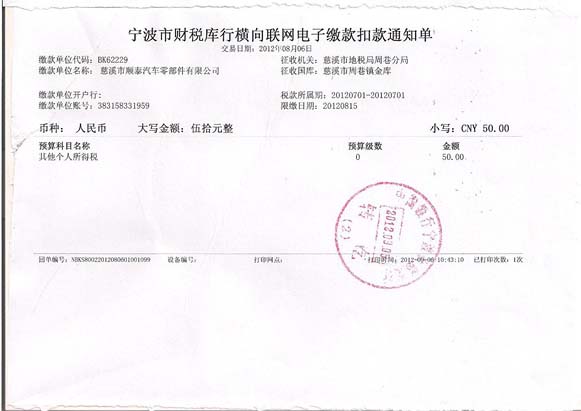 宁波市财税库行横向联网电子缴款扣款通知单
交易日期：2012年08月06日
缴款单位代码：BK62229 征收机关：慈溪市地税局周巷分局
缴款单位名称：慈溪市顺泰汽车零部件有限公司 征收国库：慈溪市周巷镇金库
缴款单位开户行： 税款所属期：20120701-20120701
缴款单位账号：383158331959 限缴日期：20120815
币种：人民币 大写金额：伍拾元整 小写：CNY 50.00
预算科目名称 预算级数 金额
其他个人所得税 0 50.00
转讫
(2)
回单编号：NBKS80022012080601001099 设备编号： 打印网点： 打印时间：2012-09-06 10:43:10 已打印次数：1次